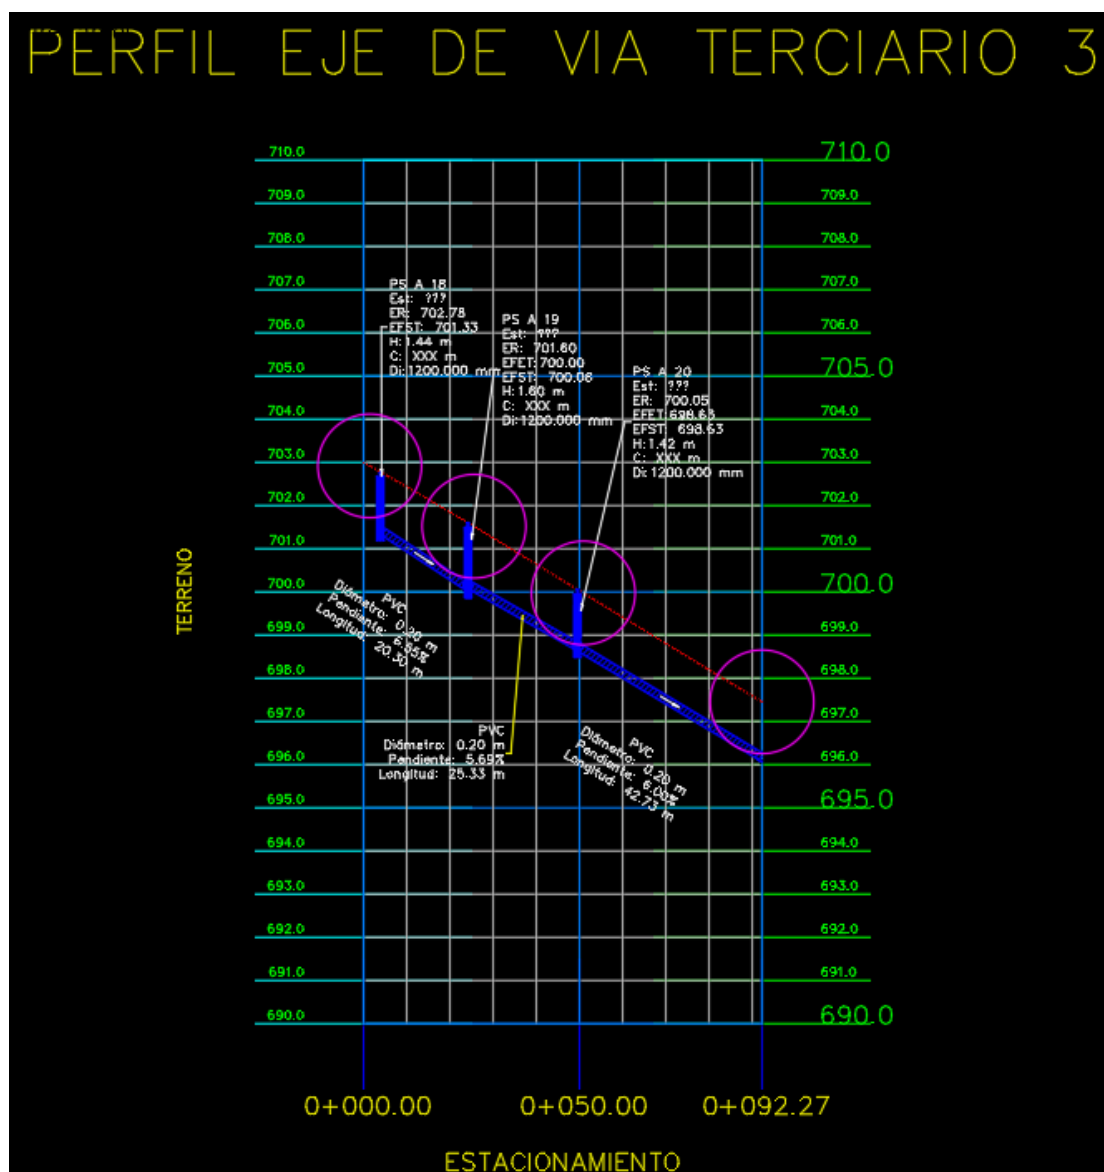 PERFIL EJE DE VIA TERCIARIO 3
710.0
710.0
709.0
709.0
708.0
708.0
707.0
707.0
706.0
706.0
705.0
705.0
704.0
704.0
703.0
703.0
702.0
702.0
701.0
701.0
700.0
700.0
699.0
699.0
698.0
698.0
697.0
697.0
696.0
696.0
695.0
695.0
694.0
694.0
693.0
693.0
692.0
692.0
691.0
691.0
690.0
690.0
PS A 18
Est: ???
ER: 702.78
EFST: 701.33
H:1.44 m
C: XXX m
Di:1200.000 mm
PS A 19
Est: ???
ER: 701.60
EFET:700.00
EFST: 700.06
H:1.60 m
C: XXX m
Di:1200.000 mm
PS A 20
Est: ???
ER: 700.05
EFET:698.63
EFST: 698.63
H:1.42 m
C: XXX m
Di:1200.000 mm
TERRENO
PVC
Diámetro: 0.20 m
Pendiente: 6.55%
Longitud: 20.30 m
PVC
Diámetro: 0.20 m
Pendiente: 5.69%
Longitud: 25.33 m
PVC
Diámetro: 0.20 m
Pendiente: 6.00%
Longitud: 42.73 m
0+000.00
0+050.00
0+092.27
ESTACIONAMIENTO